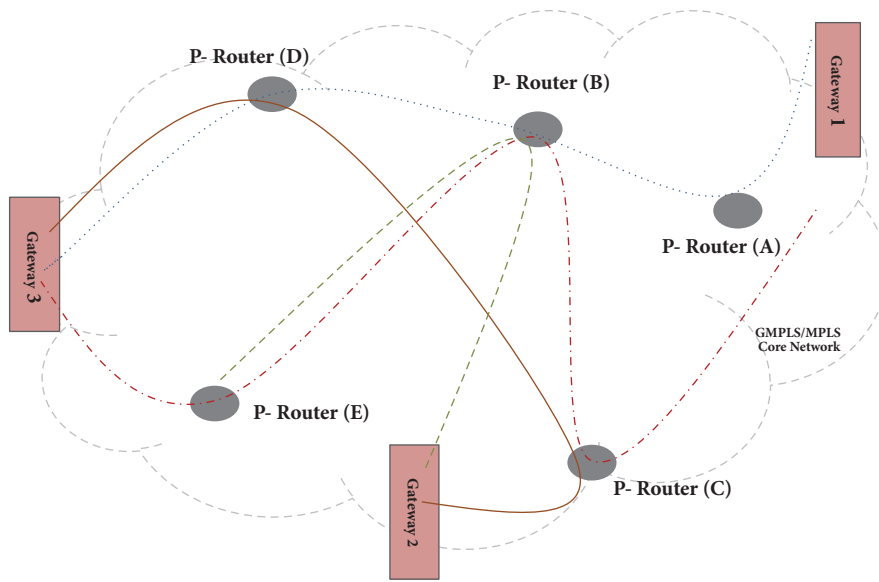 P- Router (D)
P- Router (B)
Gateway 1
P- Router (A)
Gateway 3
GMPLS/MPLS
Core Network
P- Router (E)
P- Router (C)
Gateway 2